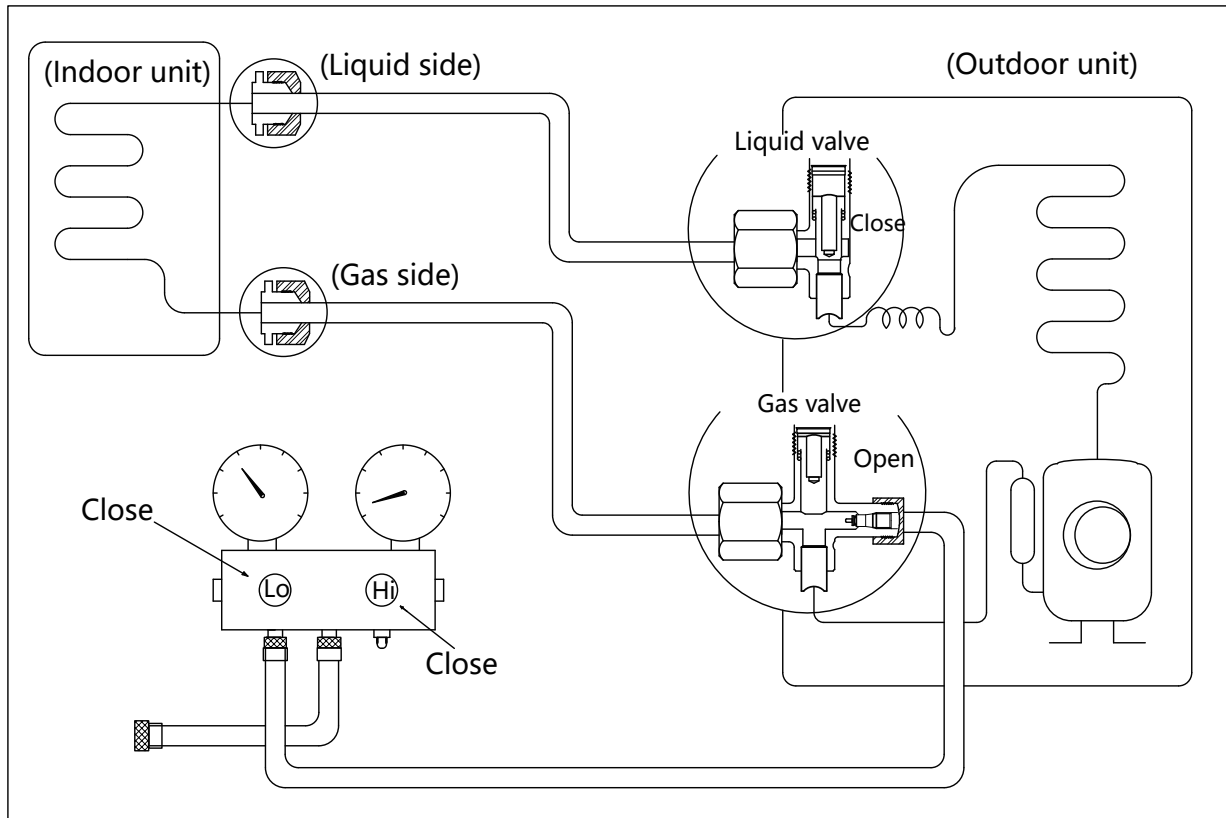 (Indoor unit)
(Liquid side)
(Outdoor unit)
Liquid valve
Close
(Gas side)
Gas valve
Open
Close
Lo
Hi
Close